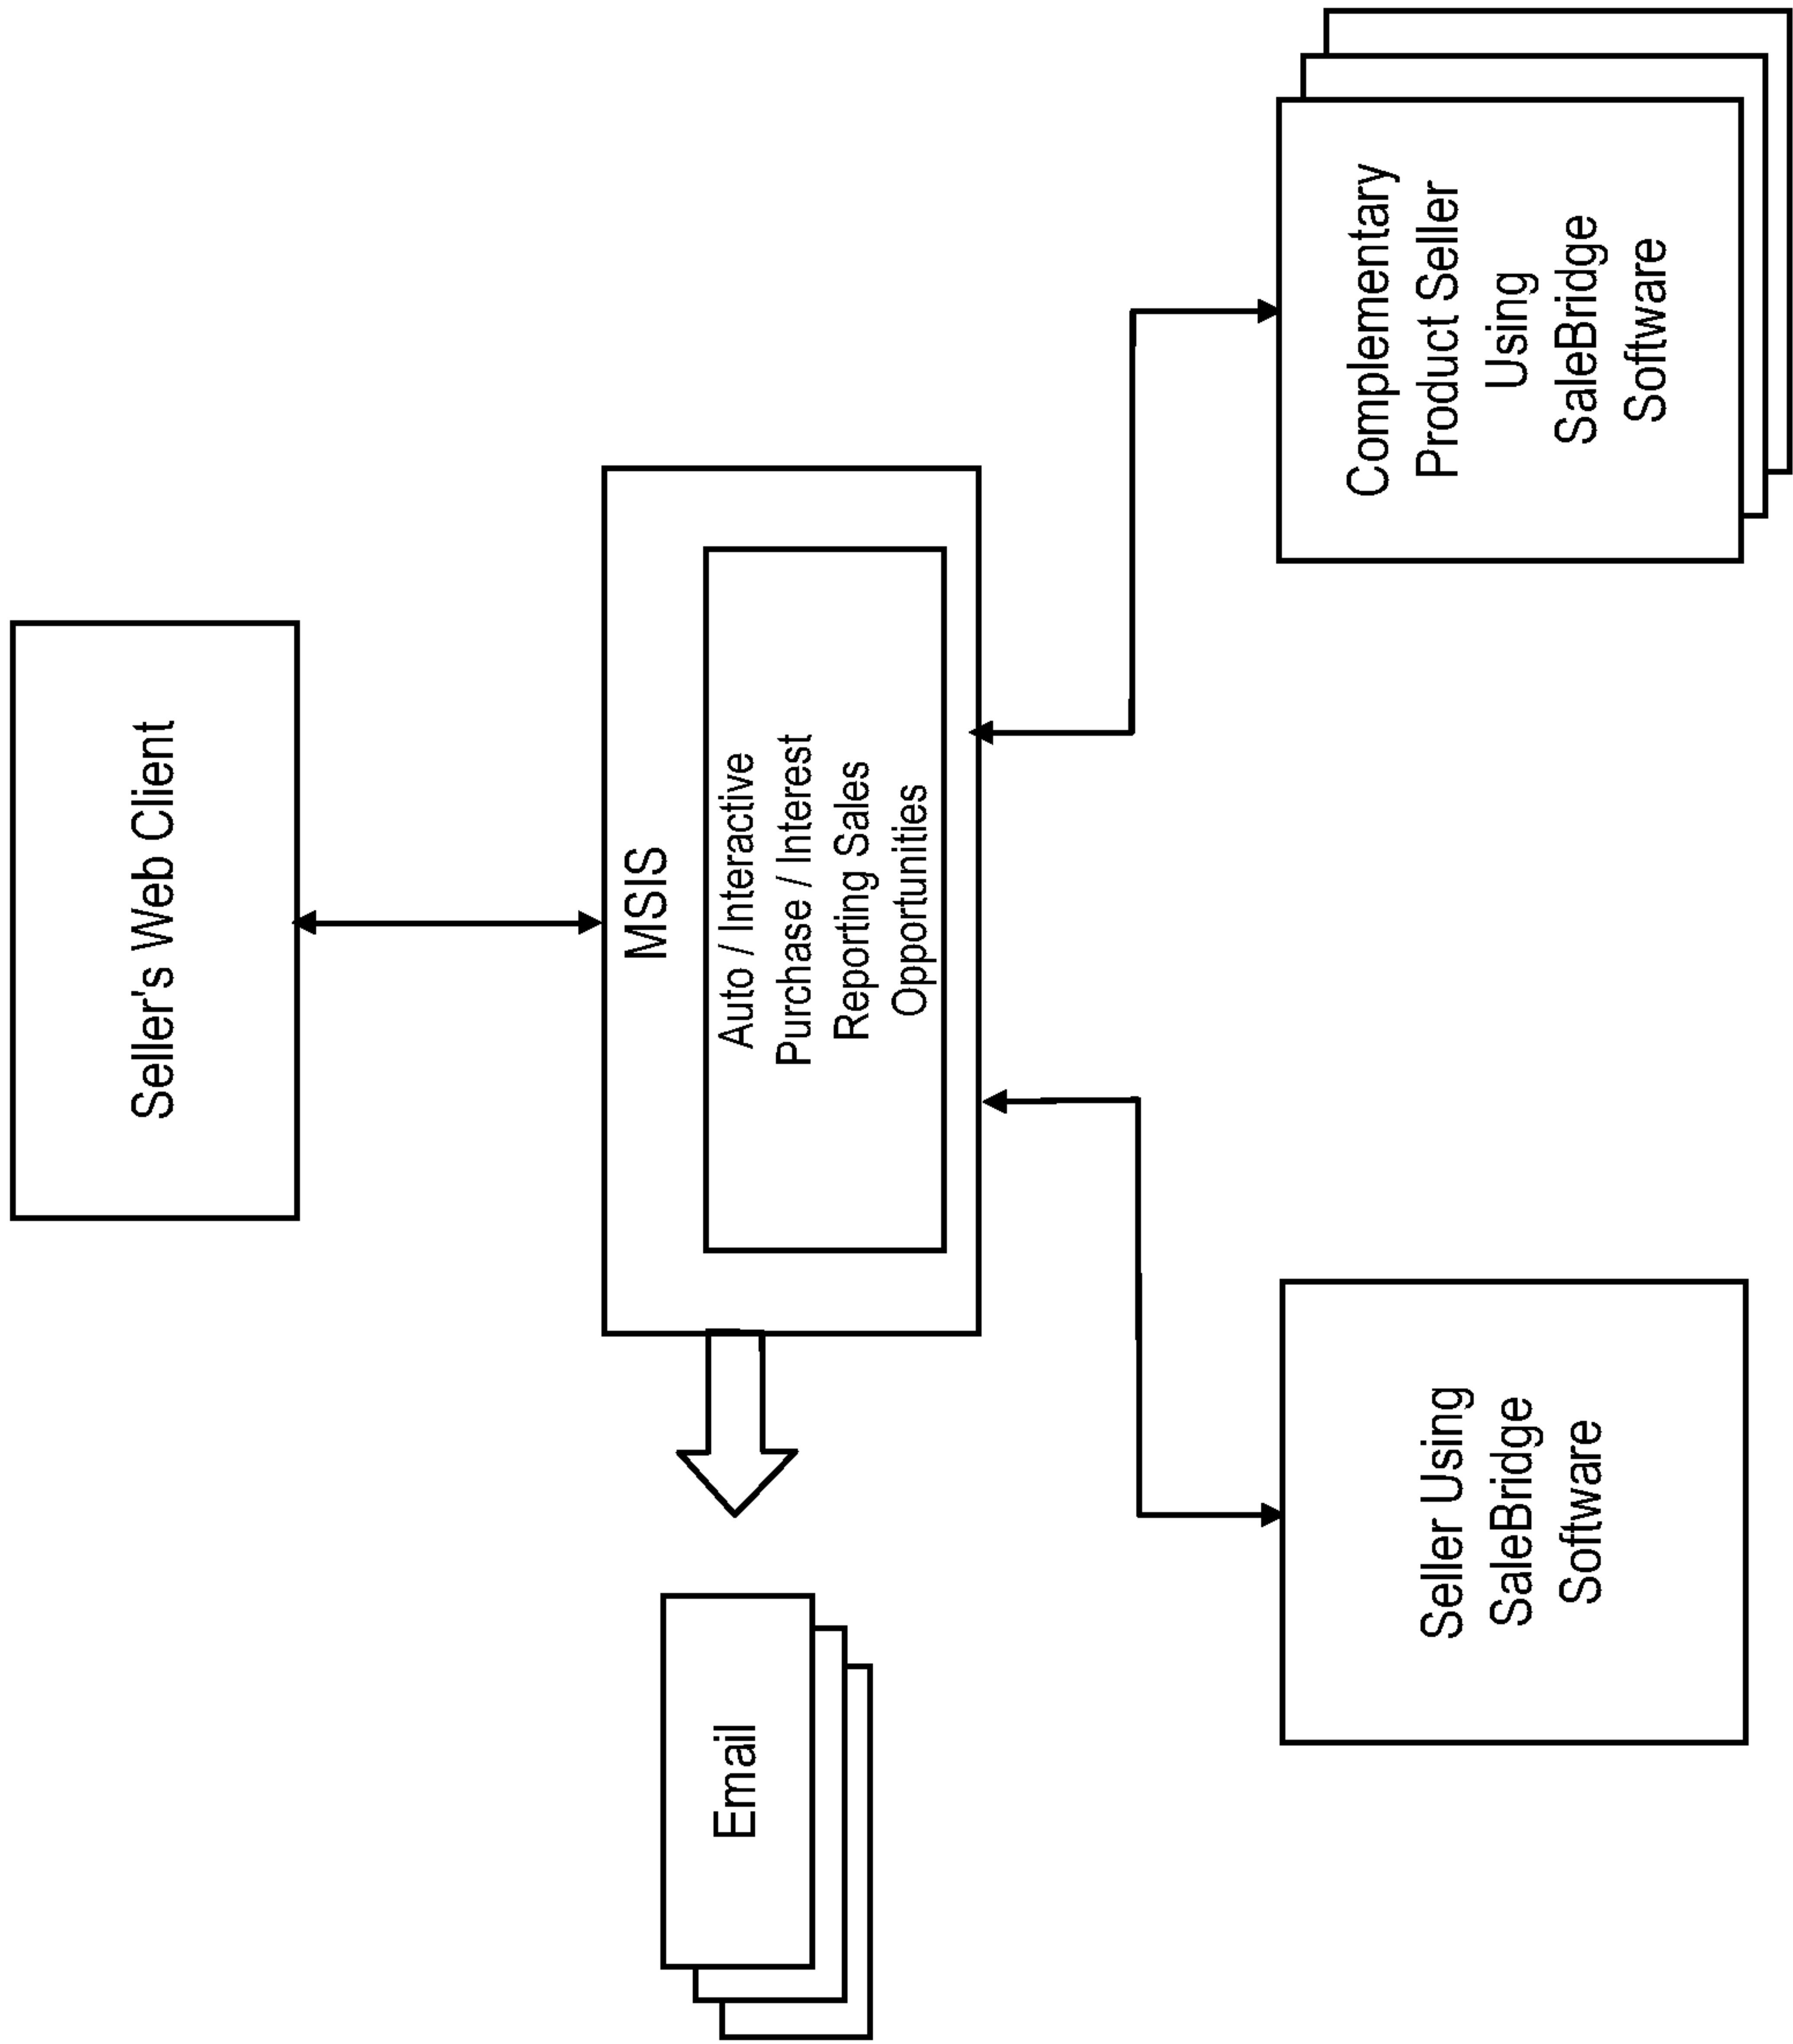 Seller's Web Client
MSIS
Auto / Interactive
Purchase / Interest
Reporting Sales
Opportunities
Email
Seller Using
SaleBridge
Software
Complementary
Product Seller
Using
SaleBridge
Software